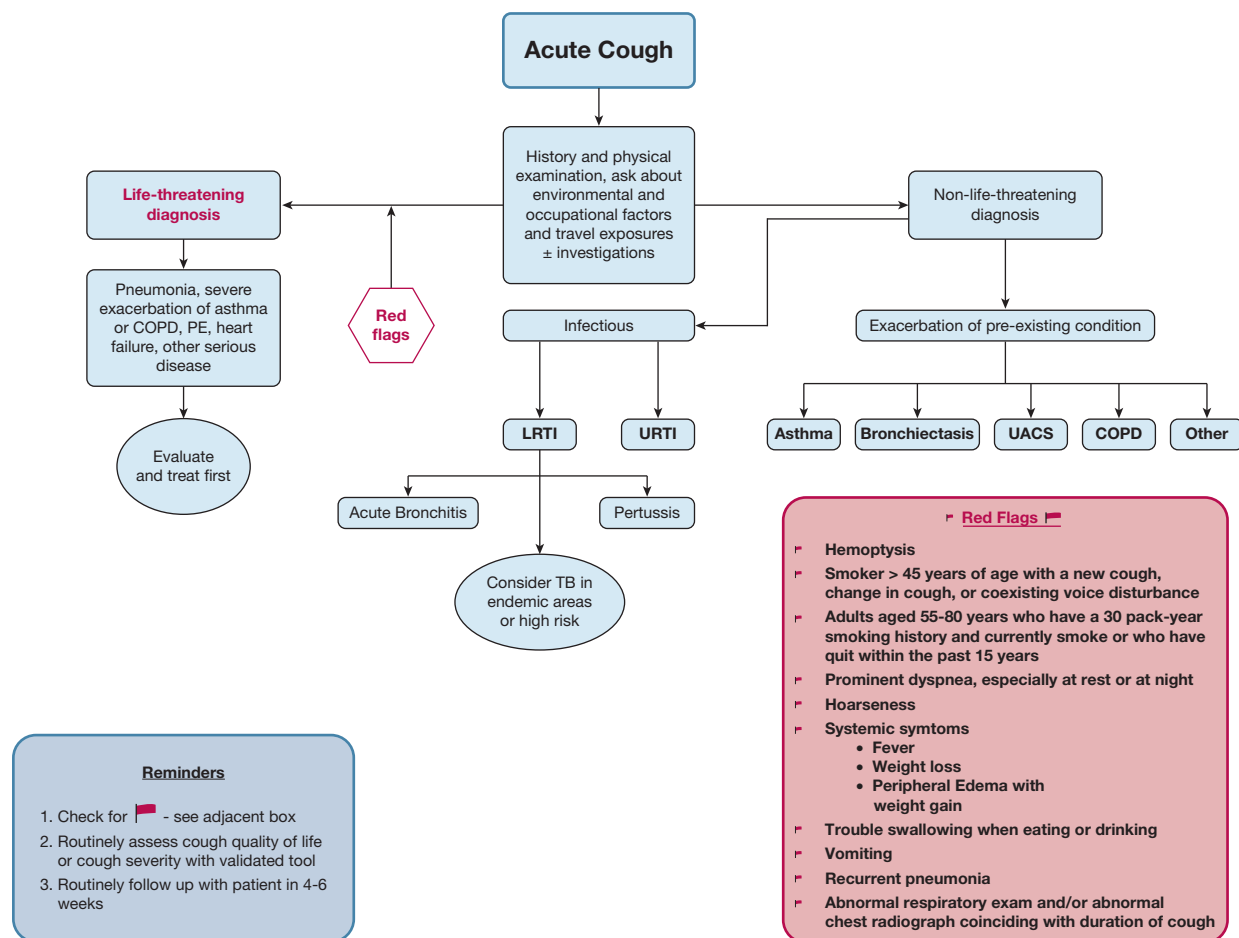 Acute Cough
History and physical
examination, ask about
environmental and
occupational factors
and travel exposures
± investigations
Life-threatening
diagnosis
Non-life-threatening
diagnosis
Pneumonia, severe
exacerbation of asthma
or COPD, PE, heart
failure, other serious
disease
Red
flags
Infectious
Exacerbation of pre-existing condition
Evaluate
and treat first
LRTI
URTI
Asthma
Bronchiectasis
UACS
COPD
Other
Acute Bronchitis
Pertussis
Consider TB in
endemic areas
or high risk
Red Flags
Hemoptysis
Smoker > 45 years of age with a new cough,
change in cough, or coexisting voice disturbance
Adults aged 55-80 years who have a 30 pack-year
smoking history and currently smoke or who have
quit within the past 15 years
Prominent dyspnea, especially at rest or at night
Hoarseness
Systemic symtoms
• Fever
• Weight loss
• Peripheral Edema with
weight gain
Trouble swallowing when eating or drinking
Vomiting
Recurrent pneumonia
Abnormal respiratory exam and/or abnormal
chest radiograph coinciding with duration of cough
Reminders
1. Check for - see adjacent box
2. Routinely assess cough quality of life
or cough severity with validated tool
3. Routinely follow up with patient in 4-6
weeks